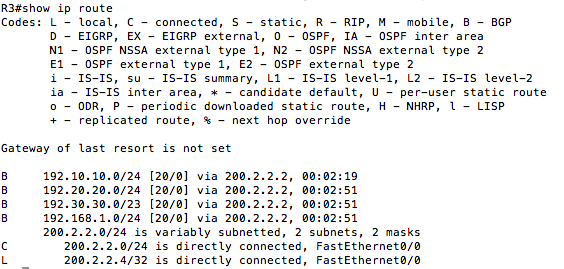 R3#show ip route
Codes: L - local, C - connected, S - static, R - RIP, M - mobile, B - BGP
       D - EIGRP, EX - EIGRP external, O - OSPF, IA - OSPF inter area
       N1 - OSPF NSSA external type 1, N2 - OSPF NSSA external type 2
       E1 - OSPF external type 1, E2 - OSPF external type 2
       i - IS-IS, su - IS-IS summary, L1 - IS-IS level-1, L2 - IS-IS level-2
       ia - IS-IS inter area, * - candidate default, U - per-user static route
       o - ODR, P - periodic downloaded static route, H - NHRP, l - LISP
       + - replicated route, % - next hop override
Gateway of last resort is not set
B     192.10.10.0/24 [20/0] via 200.2.2.2, 00:02:19
B     192.20.20.0/24 [20/0] via 200.2.2.2, 00:02:51
B     192.30.30.0/23 [20/0] via 200.2.2.2, 00:02:51
B     192.168.1.0/24 [20/0] via 200.2.2.2, 00:02:51
      200.2.2.0/24 is variably subnetted, 2 subnets, 2 masks
C        200.2.2.0/24 is directly connected, FastEthernet0/0
L        200.2.2.4/32 is directly connected, FastEthernet0/0